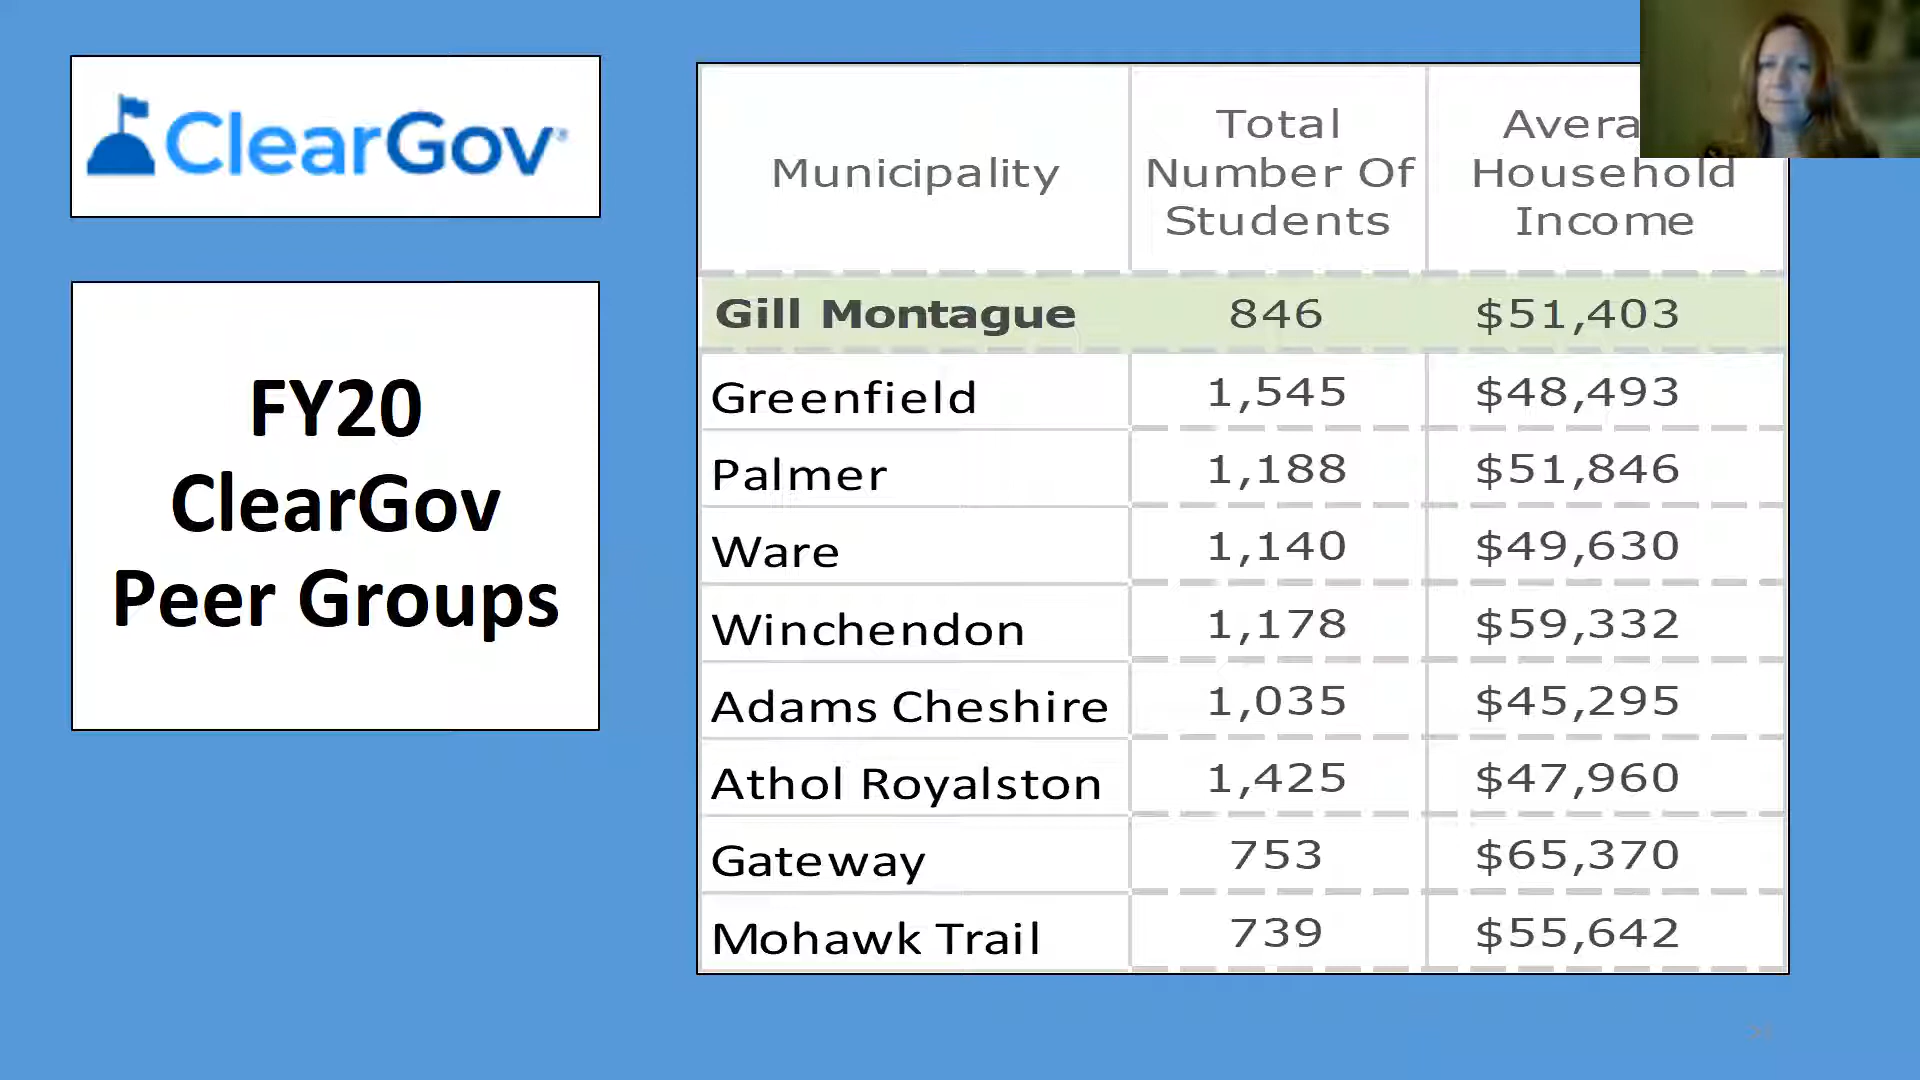 ClearGov®
FY20
ClearGov
Peer Groups
Municipality
Total
Number Of
Students
Household
Income
Gill Montague 846 $51,403
Greenfield 1,545 $48,493
Palmer 1,188 $51,846
Ware 1,140 $49,630
Winchendon 1,178 $59,332
Adams Cheshire 1,035 $45,295
Athol Royalston 1,425 $47,960
Gateway 753 $65,370
Mohawk Trail 739 $55,642